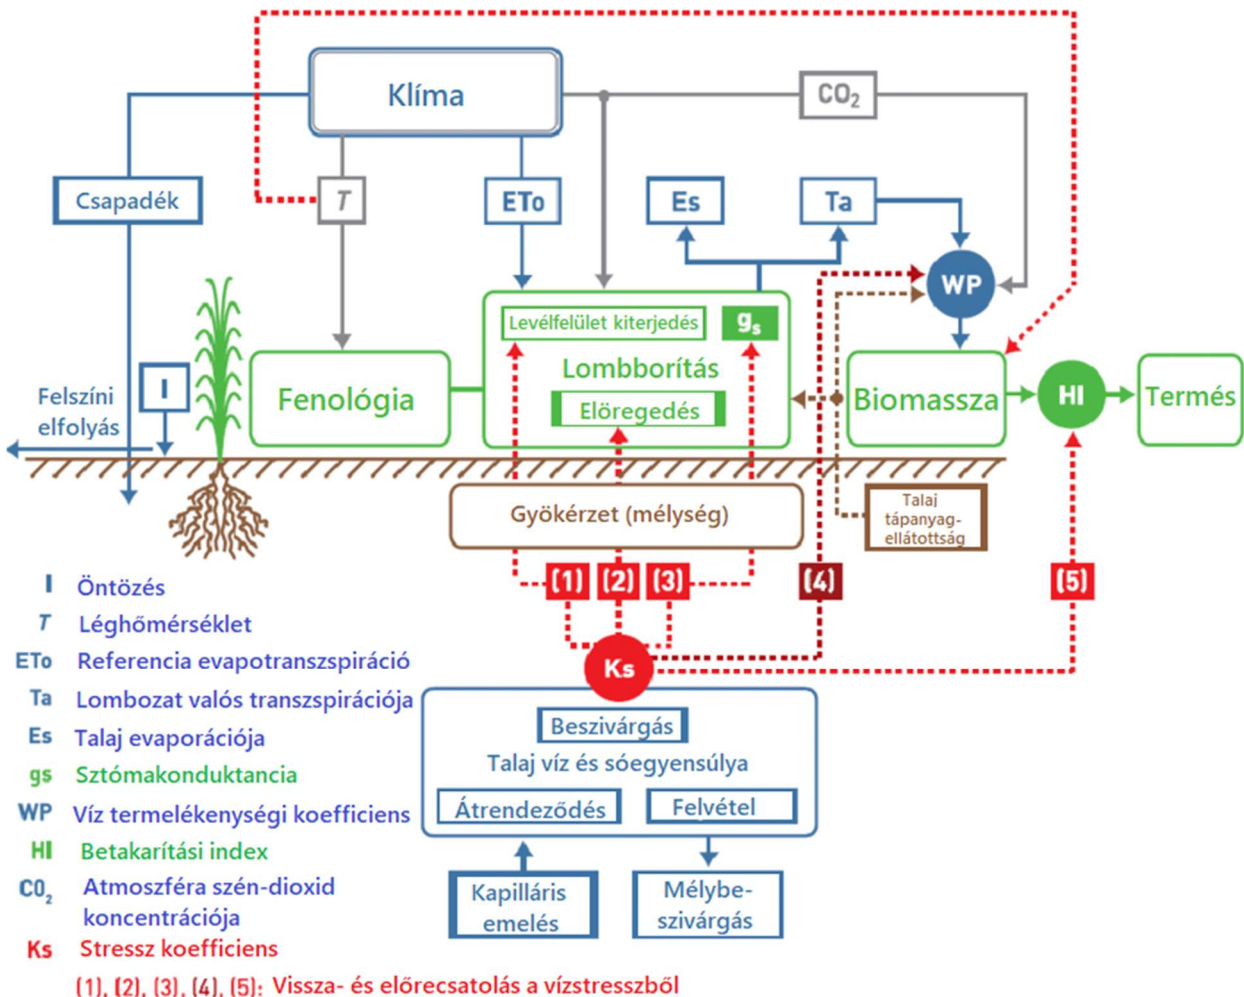 Klíma
CO₂
Csapadék
T
ETo
Es
Ta
WP
Levélfelület kiterjedés
gs
Lombborítás
Elöregedés
Fenológia
Biomassza
HI
Termés
I
Felszíni
elfolyás
Gyökérzet (mélység)
Talaj
tápanyag-
ellátottság
(1)
(2)
(3)
(4)
(5)
Ks
Beszivárgás
Talaj víz és sóegyensúlya
Átrendeződés
Felvétel
Kapilláris
emelés
Mélybe-
szivárgás
I Öntözés
T Léghőmérséklet
ETo Referencia evapotranszspiráció
Ta Lombozat valós transzspirációja
Es Talaj evaporációja
gs Sztómakonduktancia
WP Víz termelékenységi koefficiens
HI Betakarítási index
CO₂ Atmoszféra szén-dioxid
koncentrációja
Ks Stressz koefficiens
(1), (2), (3), (4), (5): Vissza- és előrecsatolás a vízstresszből